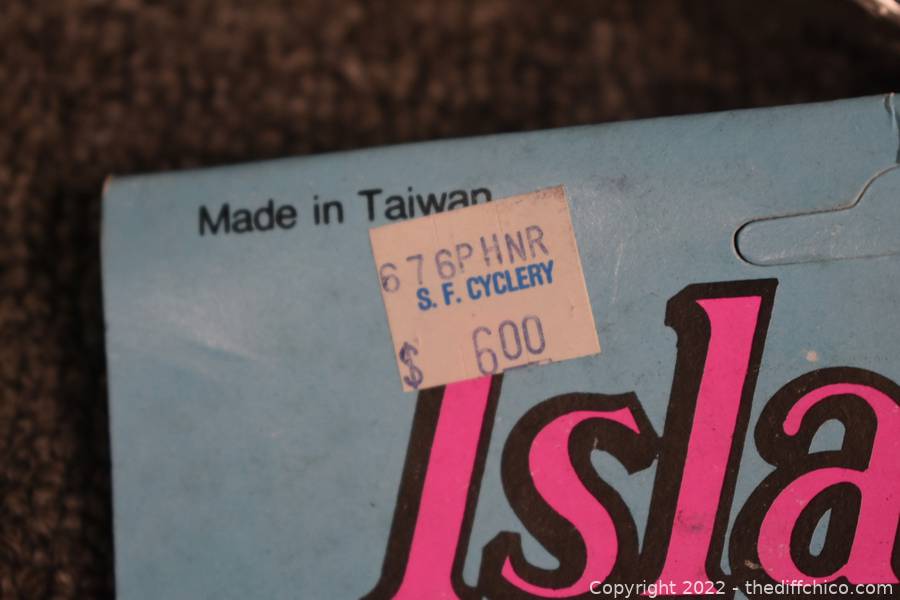 Made in Taiwan
676PHNR
S. F. CYCLERY
$ 600
Isla
Copyright 2022 - thediffchico.com